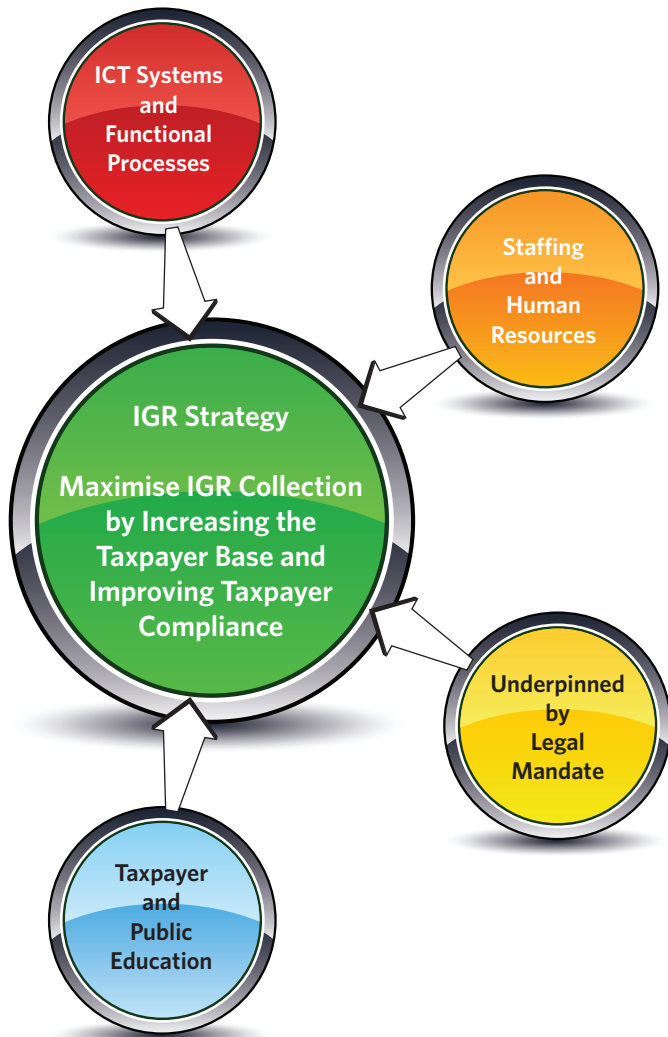 ICT Systems
and
Functional
Processes
Staffing
and
Human
Resources
IGR Strategy
Maximise IGR Collection
by Increasing the
Taxpayer Base and
Improving Taxpayer
Compliance
Underpinned
by
Legal
Mandate
Taxpayer
and
Public
Education